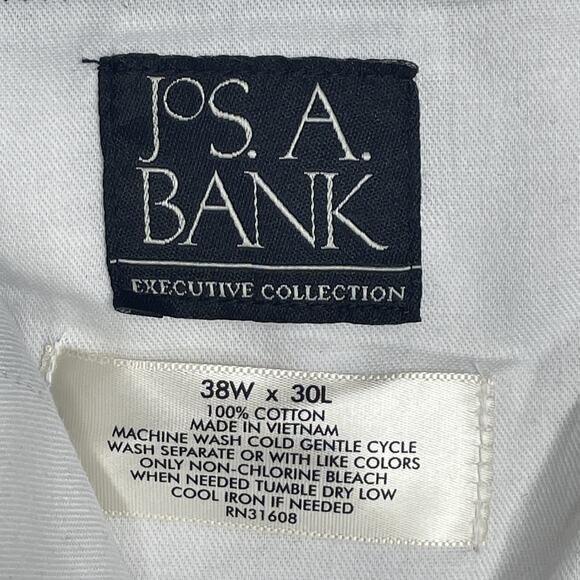 JOS. A.
BANK
EXECUTIVE COLLECTION
38W x 30L
100% COTTON
MADE IN VIETNAM
MACHINE WASH COLD GENTLE CYCLE
WASH SEPARATE OR WITH LIKE COLORS
ONLY NON-CHLORINE BLEACH
WHEN NEEDED TUMBLE DRY LOW
COOL IRON IF NEEDED
RN31608